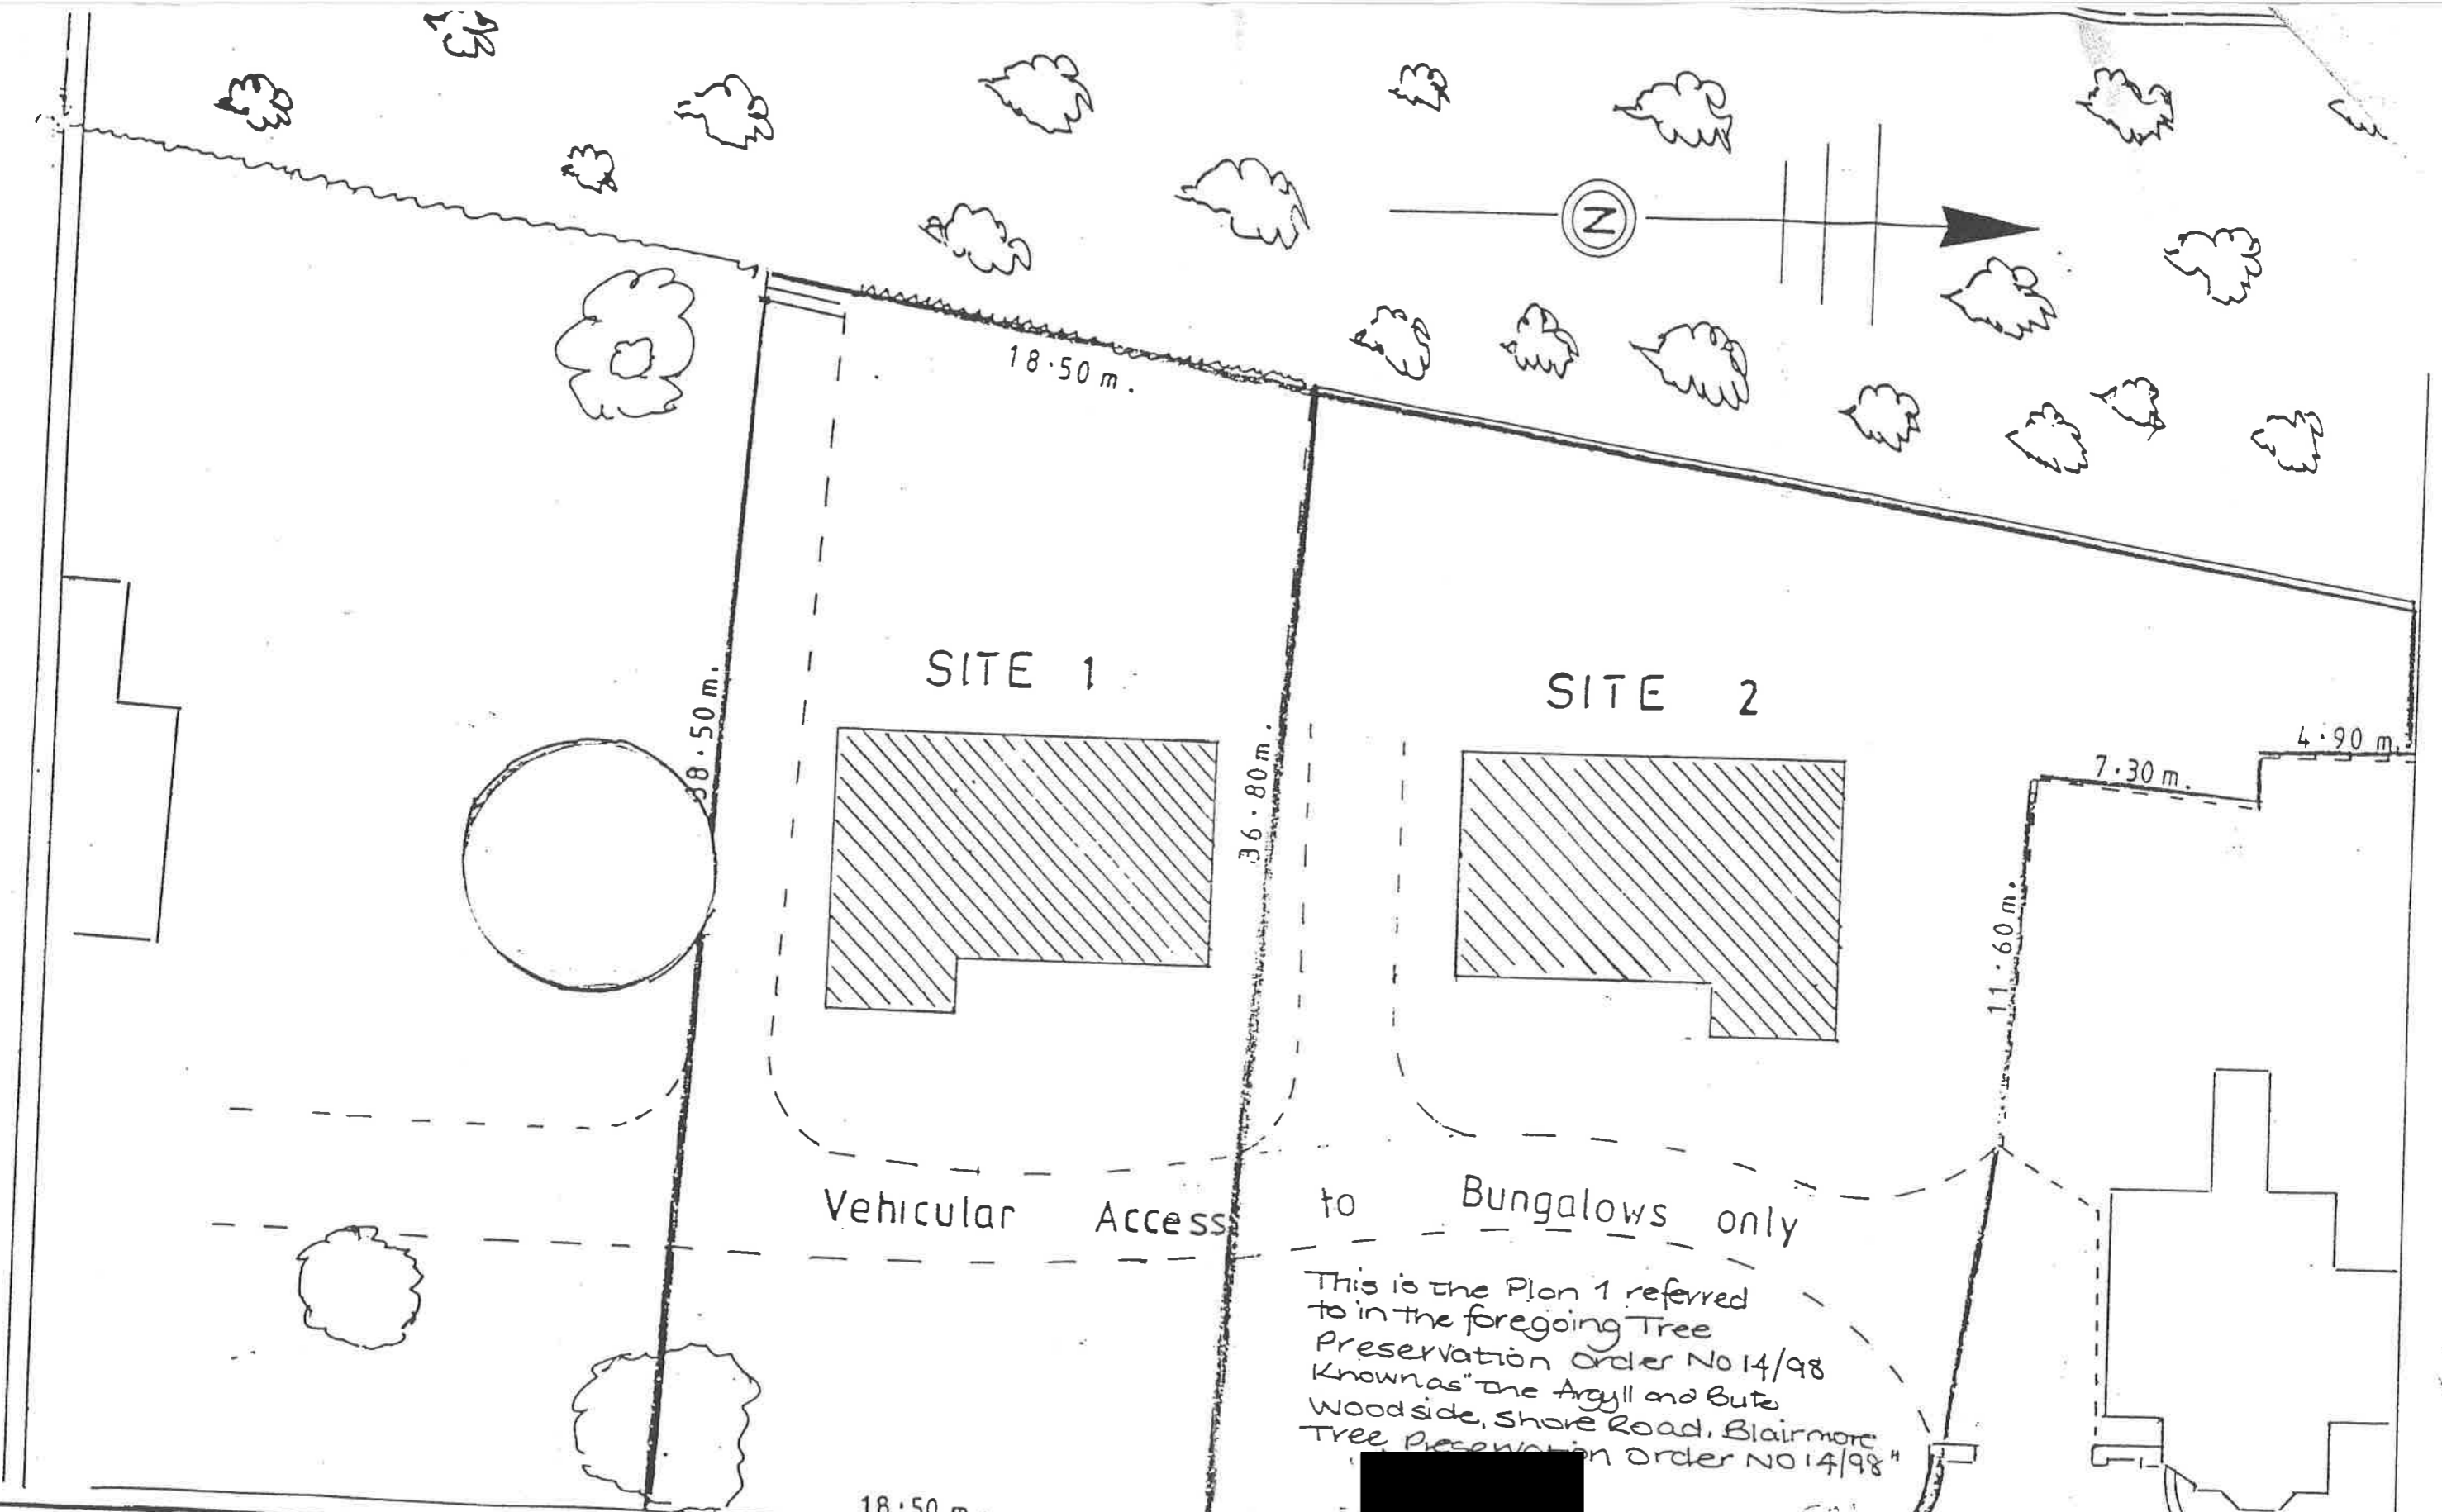 N
18·50 m.
SITE 1
SITE 2
38·50 m.
36·80 m.
4·90 m.
7·30 m.
11·60 m.
Vehicular Access to Bungalows only
This is the Plan 1 referred
to in the foregoing Tree
Preservation Order No 14/98
Known as "The Argyll and Bute
Woodside, Shore Road, Blairmore
Tree Preservation Order No 14/98"
18·50 m